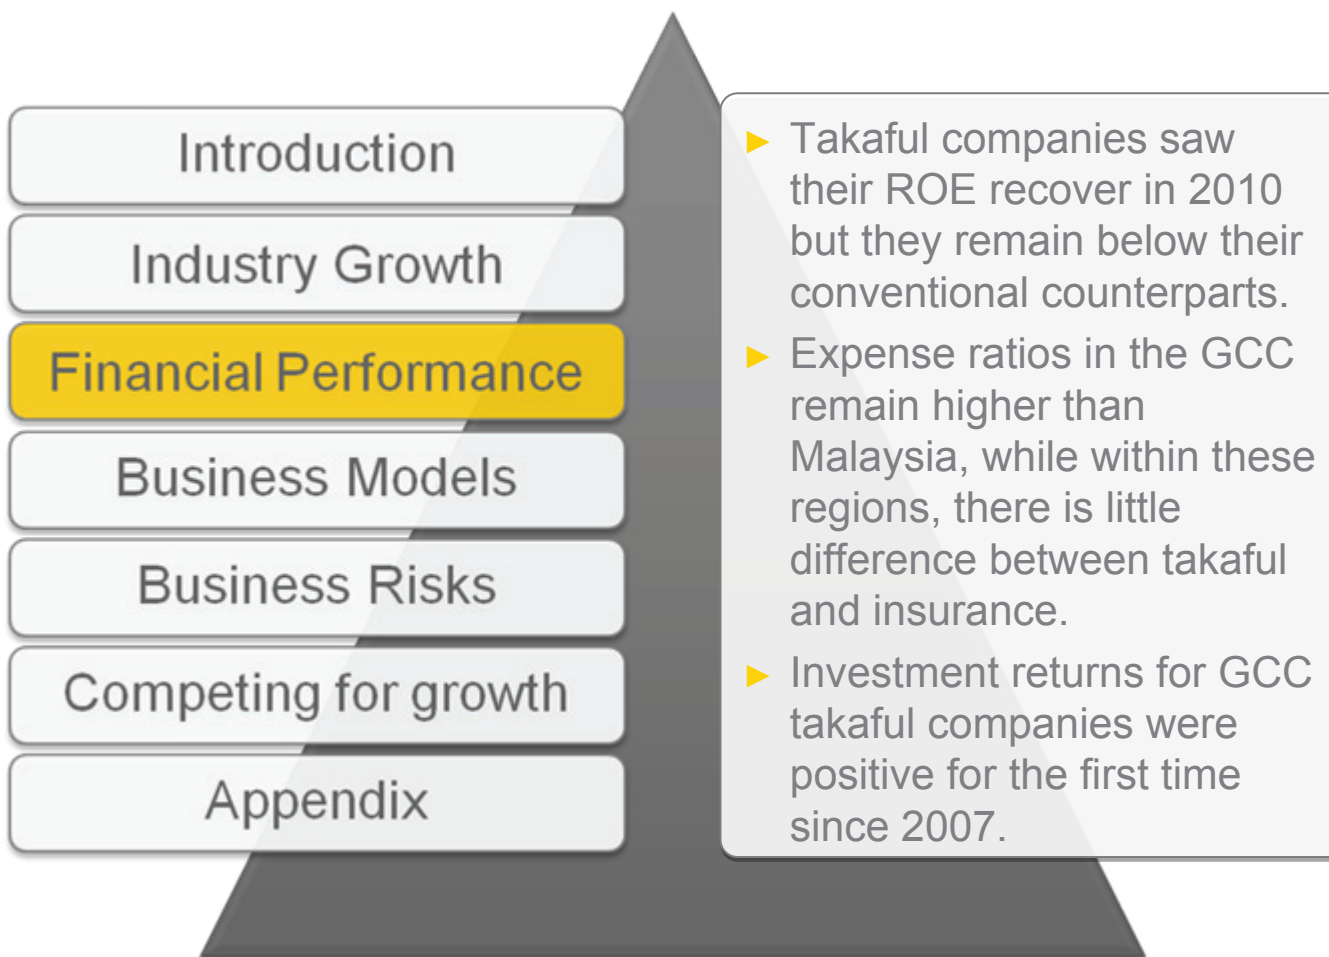 Introduction
Industry Growth
Financial Performance
Business Models
Business Risks
Competing for growth
Appendix
► Takaful companies saw
their ROE recover in 2010
but they remain below their
conventional counterparts.
► Expense ratios in the GCC
remain higher than
Malaysia, while within these
regions, there is little
difference between takaful
and insurance.
► Investment returns for GCC
takaful companies were
positive for the first time
since 2007.